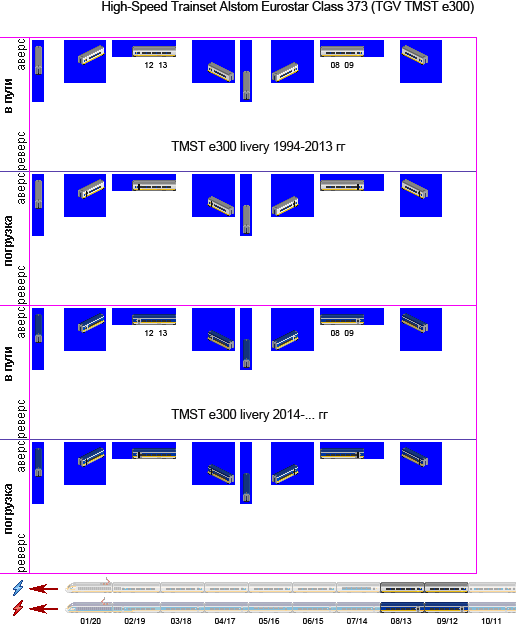 High-Speed Trainset Alstom Eurostar Class 373 (TGV TMST e300)
в пути
аверс
реверс
12 13
08 09
TMST e300 livery 1994-2013 гг
погрузка
аверс
реверс
в пути
аверс
реверс
12 13
08 09
TMST e300 livery 2014-... гг
погрузка
аверс
реверс
01/20 02/19 03/18 04/17 05/16 06/15 07/14 08/13 09/12 10/11